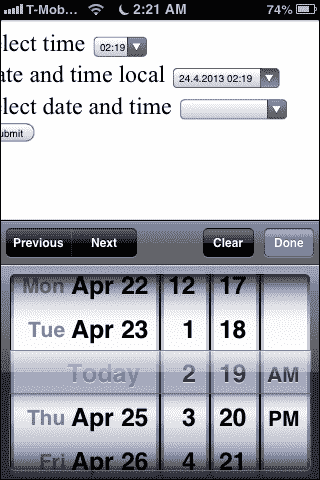 T-Mob... 2:21 AM 74%
elect time 02:19
ate and time local 24.4.2013 02:19
elect date and time
ubmit
Previous Next Clear Done
Mon Apr 22 12 17
Tue Apr 23 1 18
Today 2 19 AM
Thu Apr 25 3 20 PM
Fri Apr 26 4 21